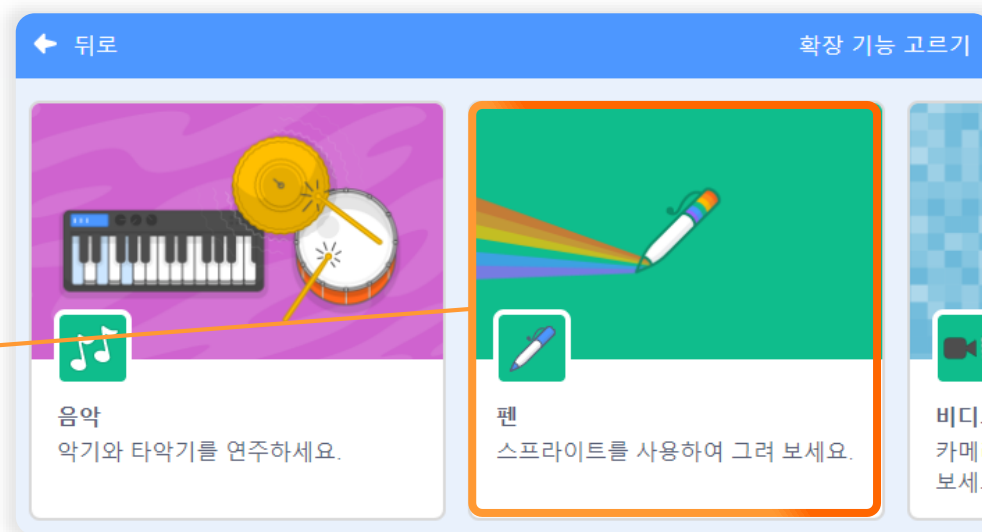 뒤로
확장 기능 고르기
음악
악기와 타악기를 연주하세요.
펜
스프라이트를 사용하여 그려 보세요.
카메